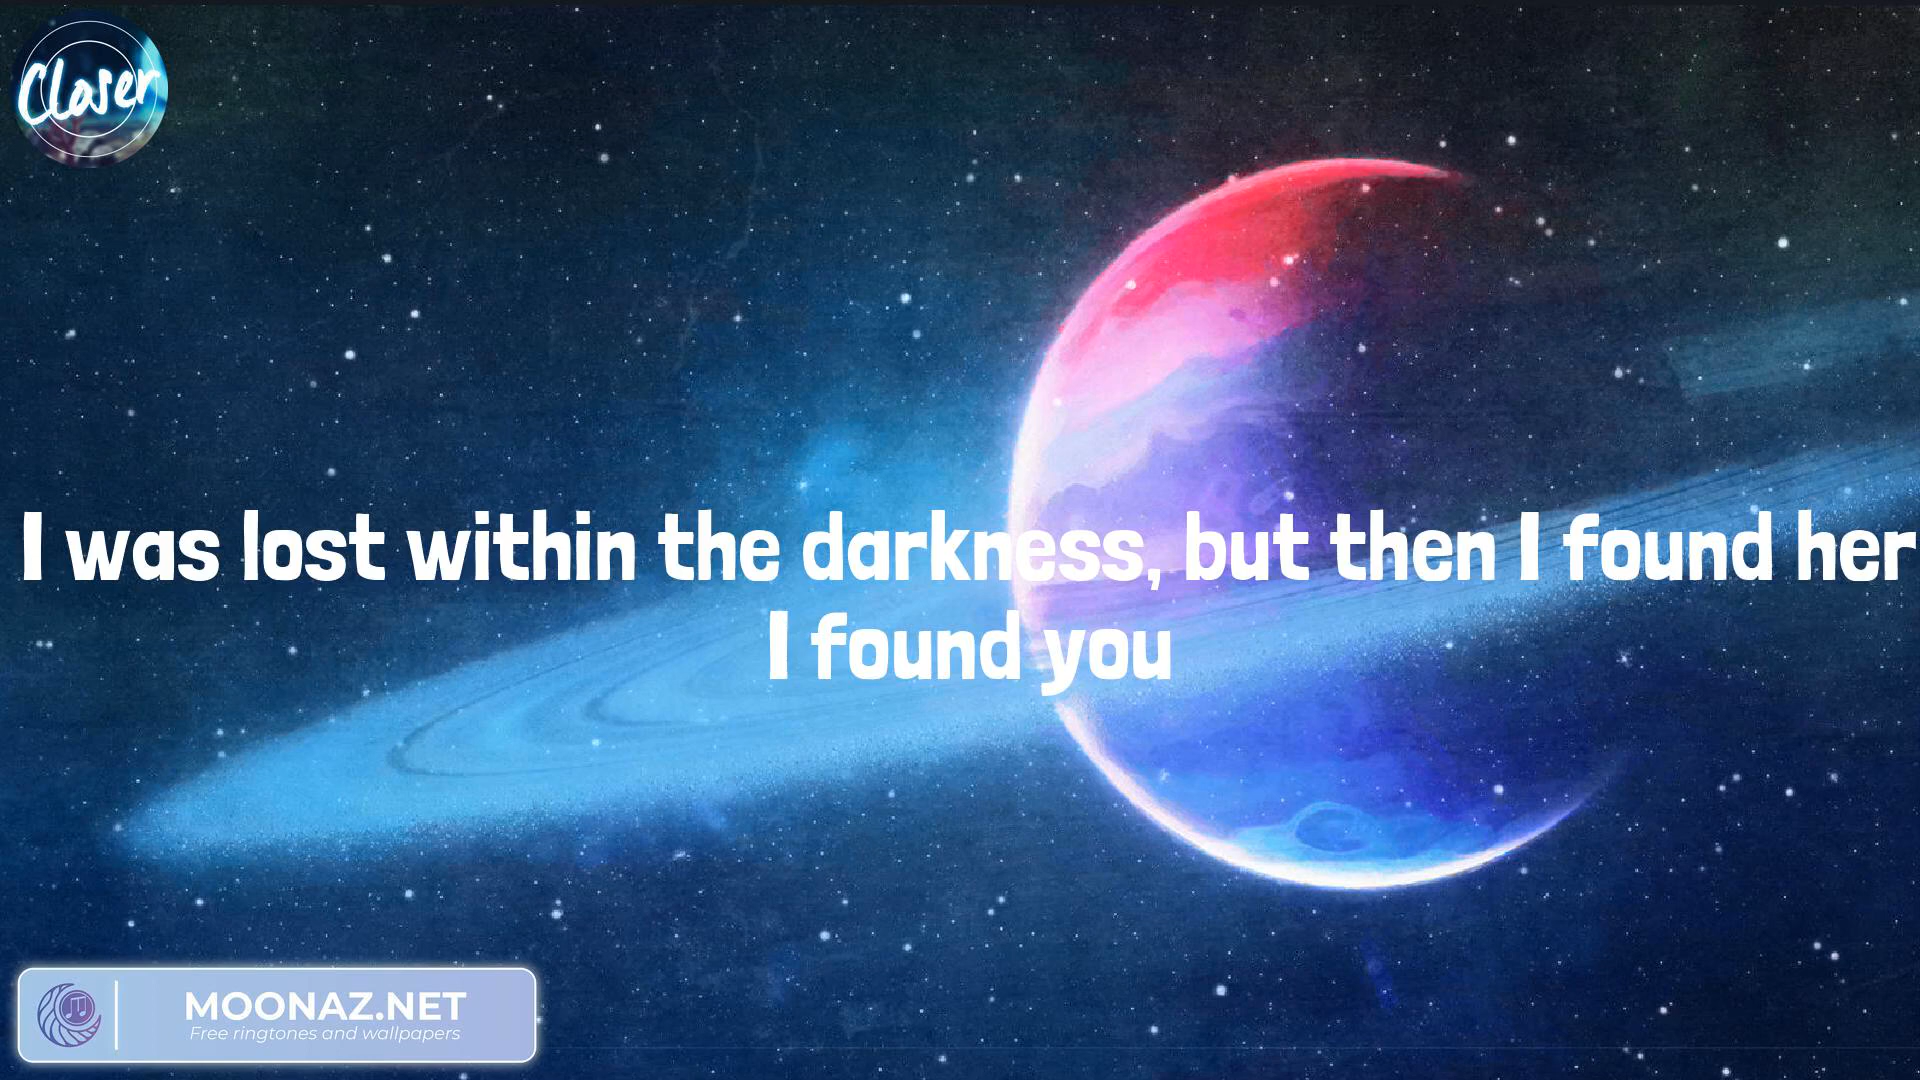 Closer
I was lost within the darkness, but then I found her
I found you
MOONAZ.NET
Free ringtones and wallpapers